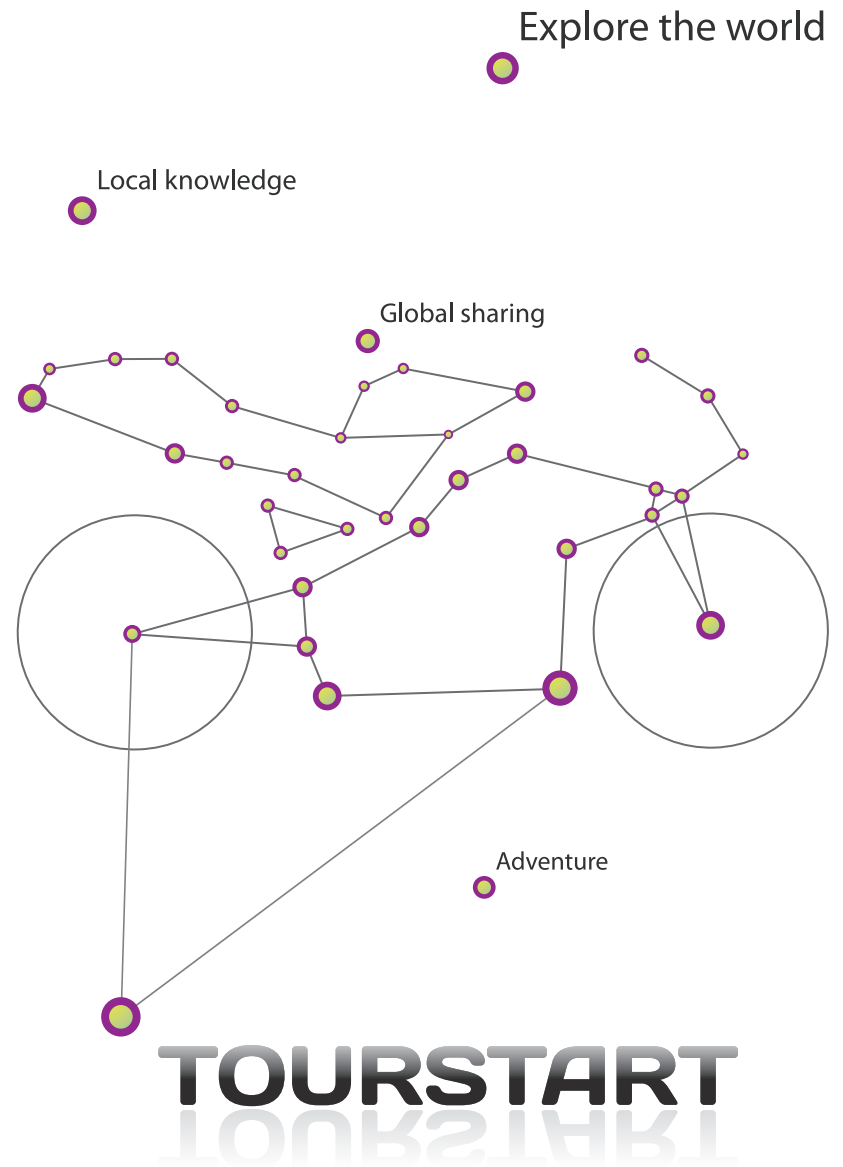 Explore the world
Local knowledge
Global sharing
Adventure
TOURSTART